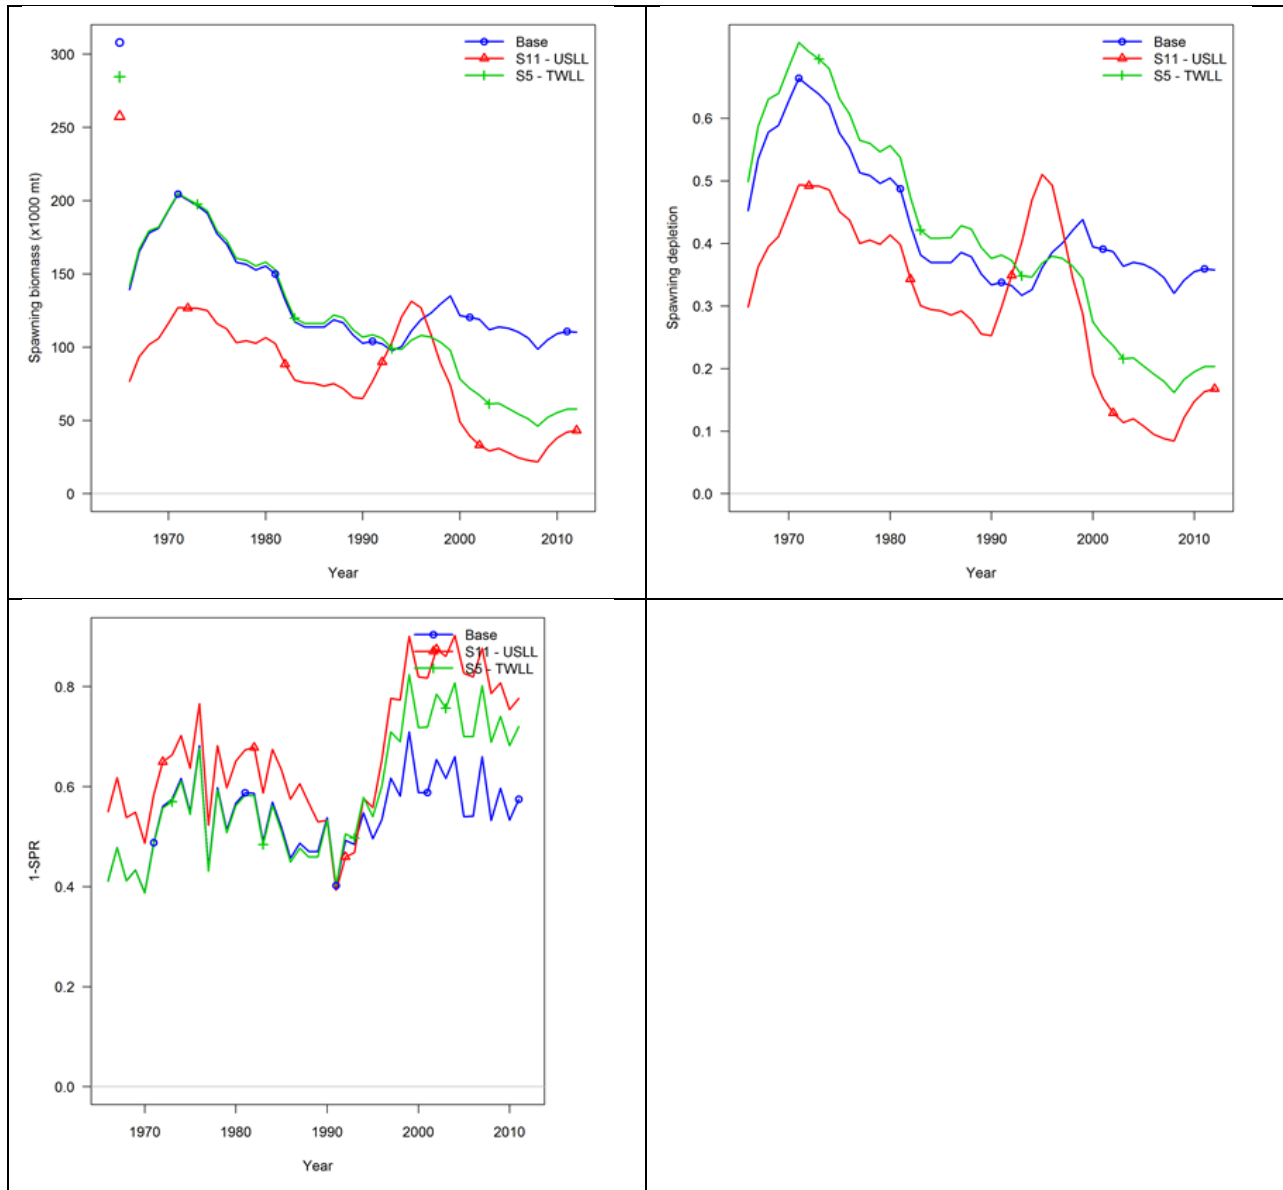 Base
S11 - USLL
S5 - TWLL
300
250
200
150
100
50
0
Spawning biomass (x1000 mt)
1970
1980
1990
2000
2010
Year
Base
S11 - USLL
S5 - TWLL
0.6
0.5
0.4
0.3
0.2
0.1
0.0
Spawning depletion
1970
1980
1990
2000
2010
Year
Base
S11 - USLL
S5 - TWLL
0.8
0.6
0.4
0.2
0.0
1-SPR
1970
1980
1990
2000
2010
Year